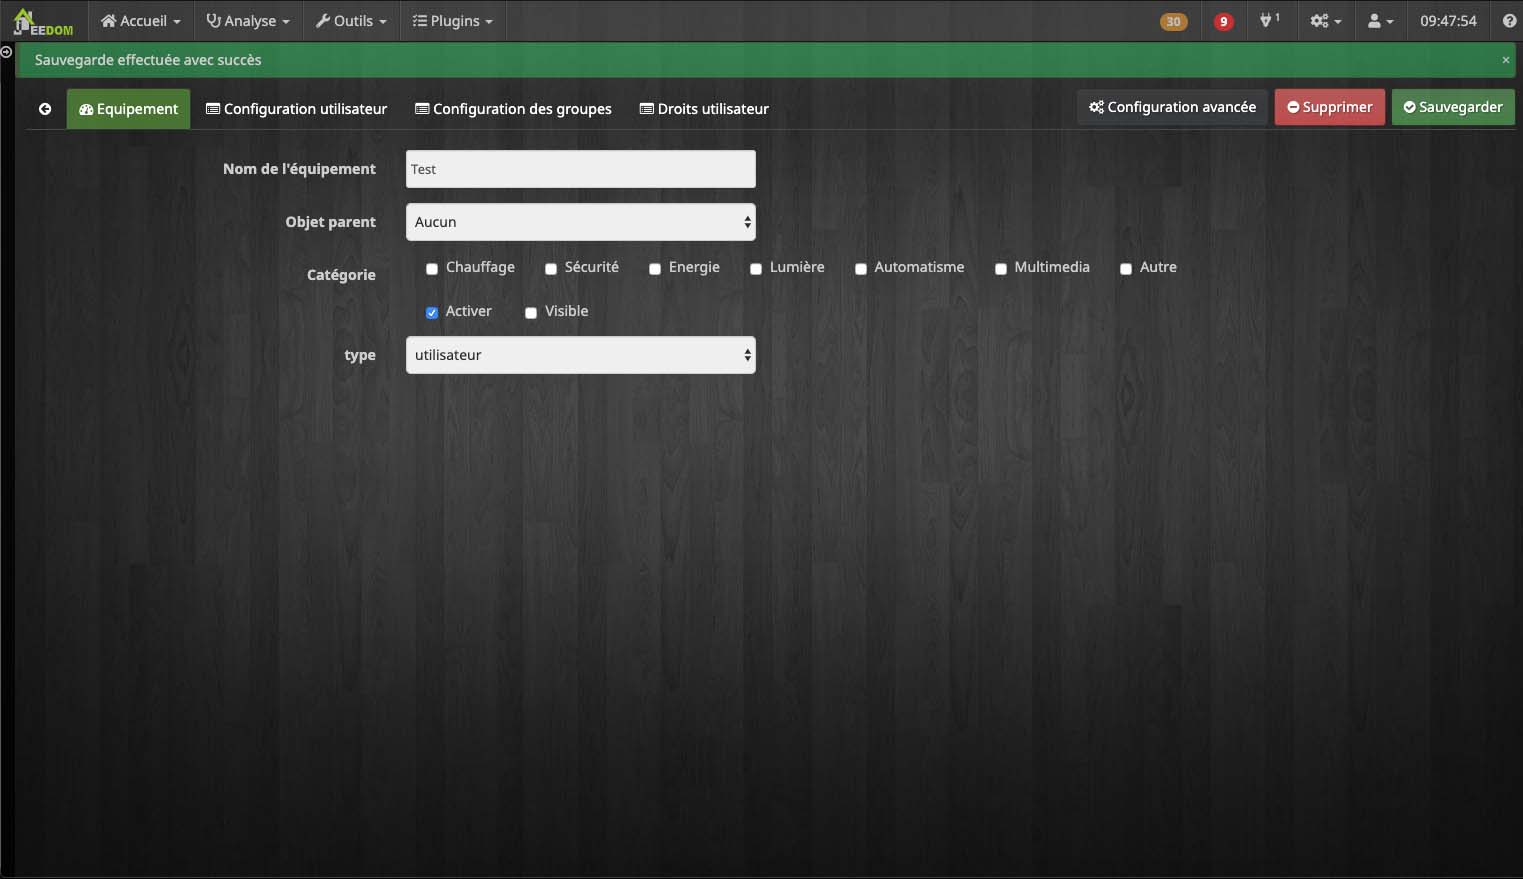 JEEDOM Accueil Analyse Outils Plugins 30 9 1 09:47:54
Sauvegarde effectuée avec succès ×
Equipement Configuration utilisateur Configuration des groupes Droits utilisateur Configuration avancée Supprimer Sauvegarder
Nom de l'équipement Test
Objet parent Aucun
Catégorie Chauffage Sécurité Energie Lumière Automatisme Multimedia Autre
Activer Visible
type utilisateur